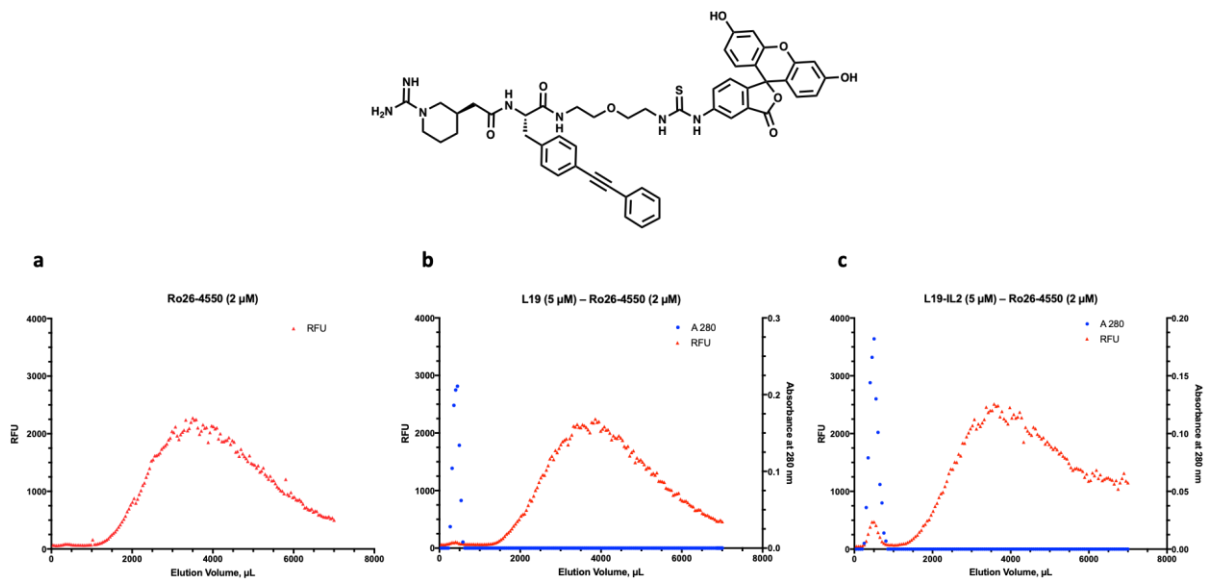 HO
O
OH
NH
H2N
N
O
H
N
O
N
H
O
S
N
H
N
H
O
O
a
b
c
Ro26-4550 (2 µM)
RFU
RFU
4000
3000
2000
1000
0
0
2000
4000
6000
8000
Elution Volume, µL
L19 (5 µM) – Ro26-4550 (2 µM)
A 280
RFU
RFU
4000
3000
2000
1000
0
0.3
0.2
0.1
0.0
Absorbance at 280 nm
0
2000
4000
6000
8000
Elution Volume, µL
L19-IL2 (5 µM) – Ro26-4550 (2 µM)
A 280
RFU
RFU
4000
3000
2000
1000
0
0.20
0.15
0.10
0.05
0.00
Absorbance at 280 nm
0
2000
4000
6000
8000
Elution Volume, µL